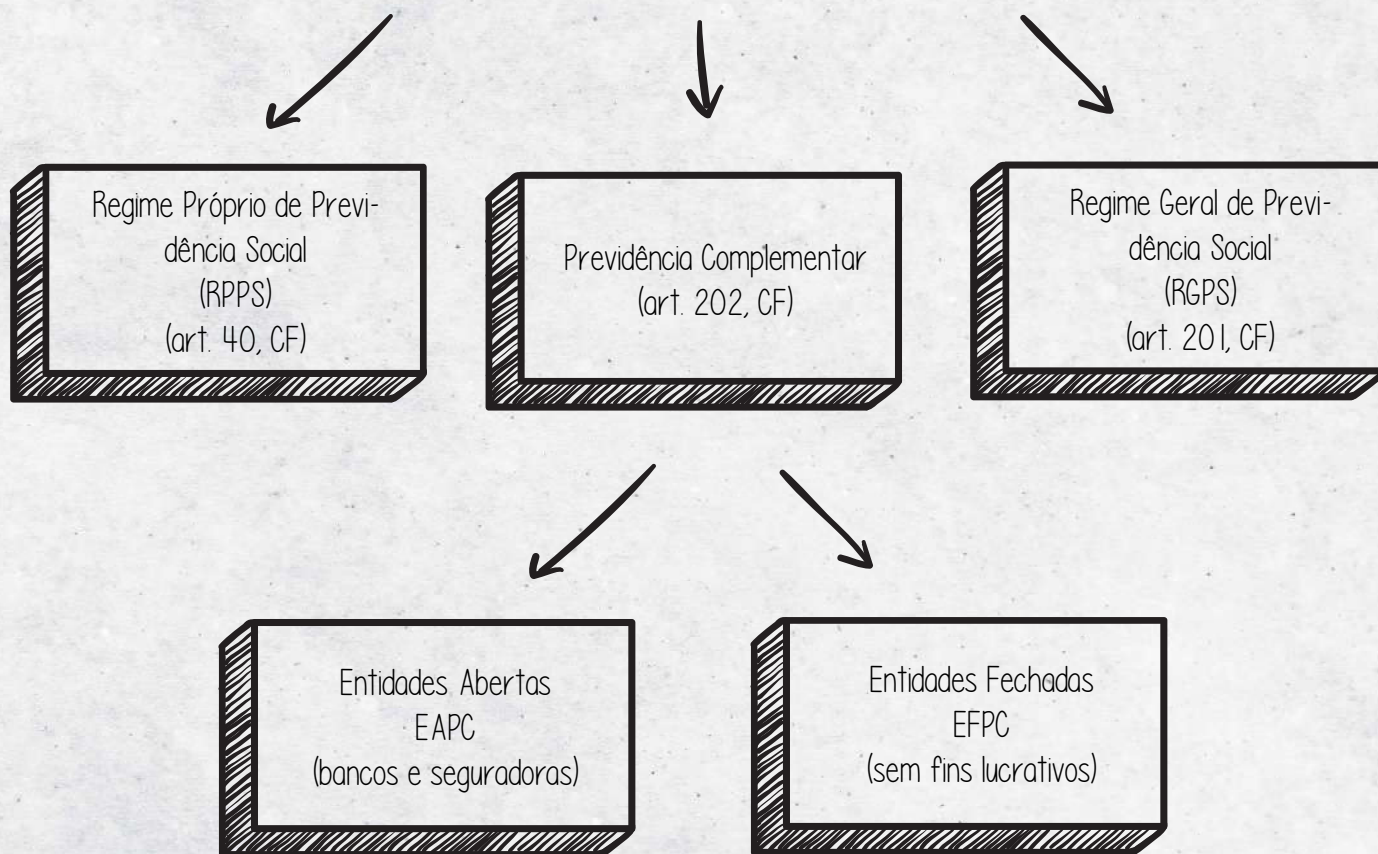 Regime Próprio de Previ-
dência Social
(RPPS)
(art. 40, CF)
Previdência Complementar
(art. 202, CF)
Regime Geral de Previ-
dência Social
(RGPS)
(art. 201, CF)
Entidades Abertas
EAPC
(bancos e seguradoras)
Entidades Fechadas
EFPC
(sem fins lucrativos)